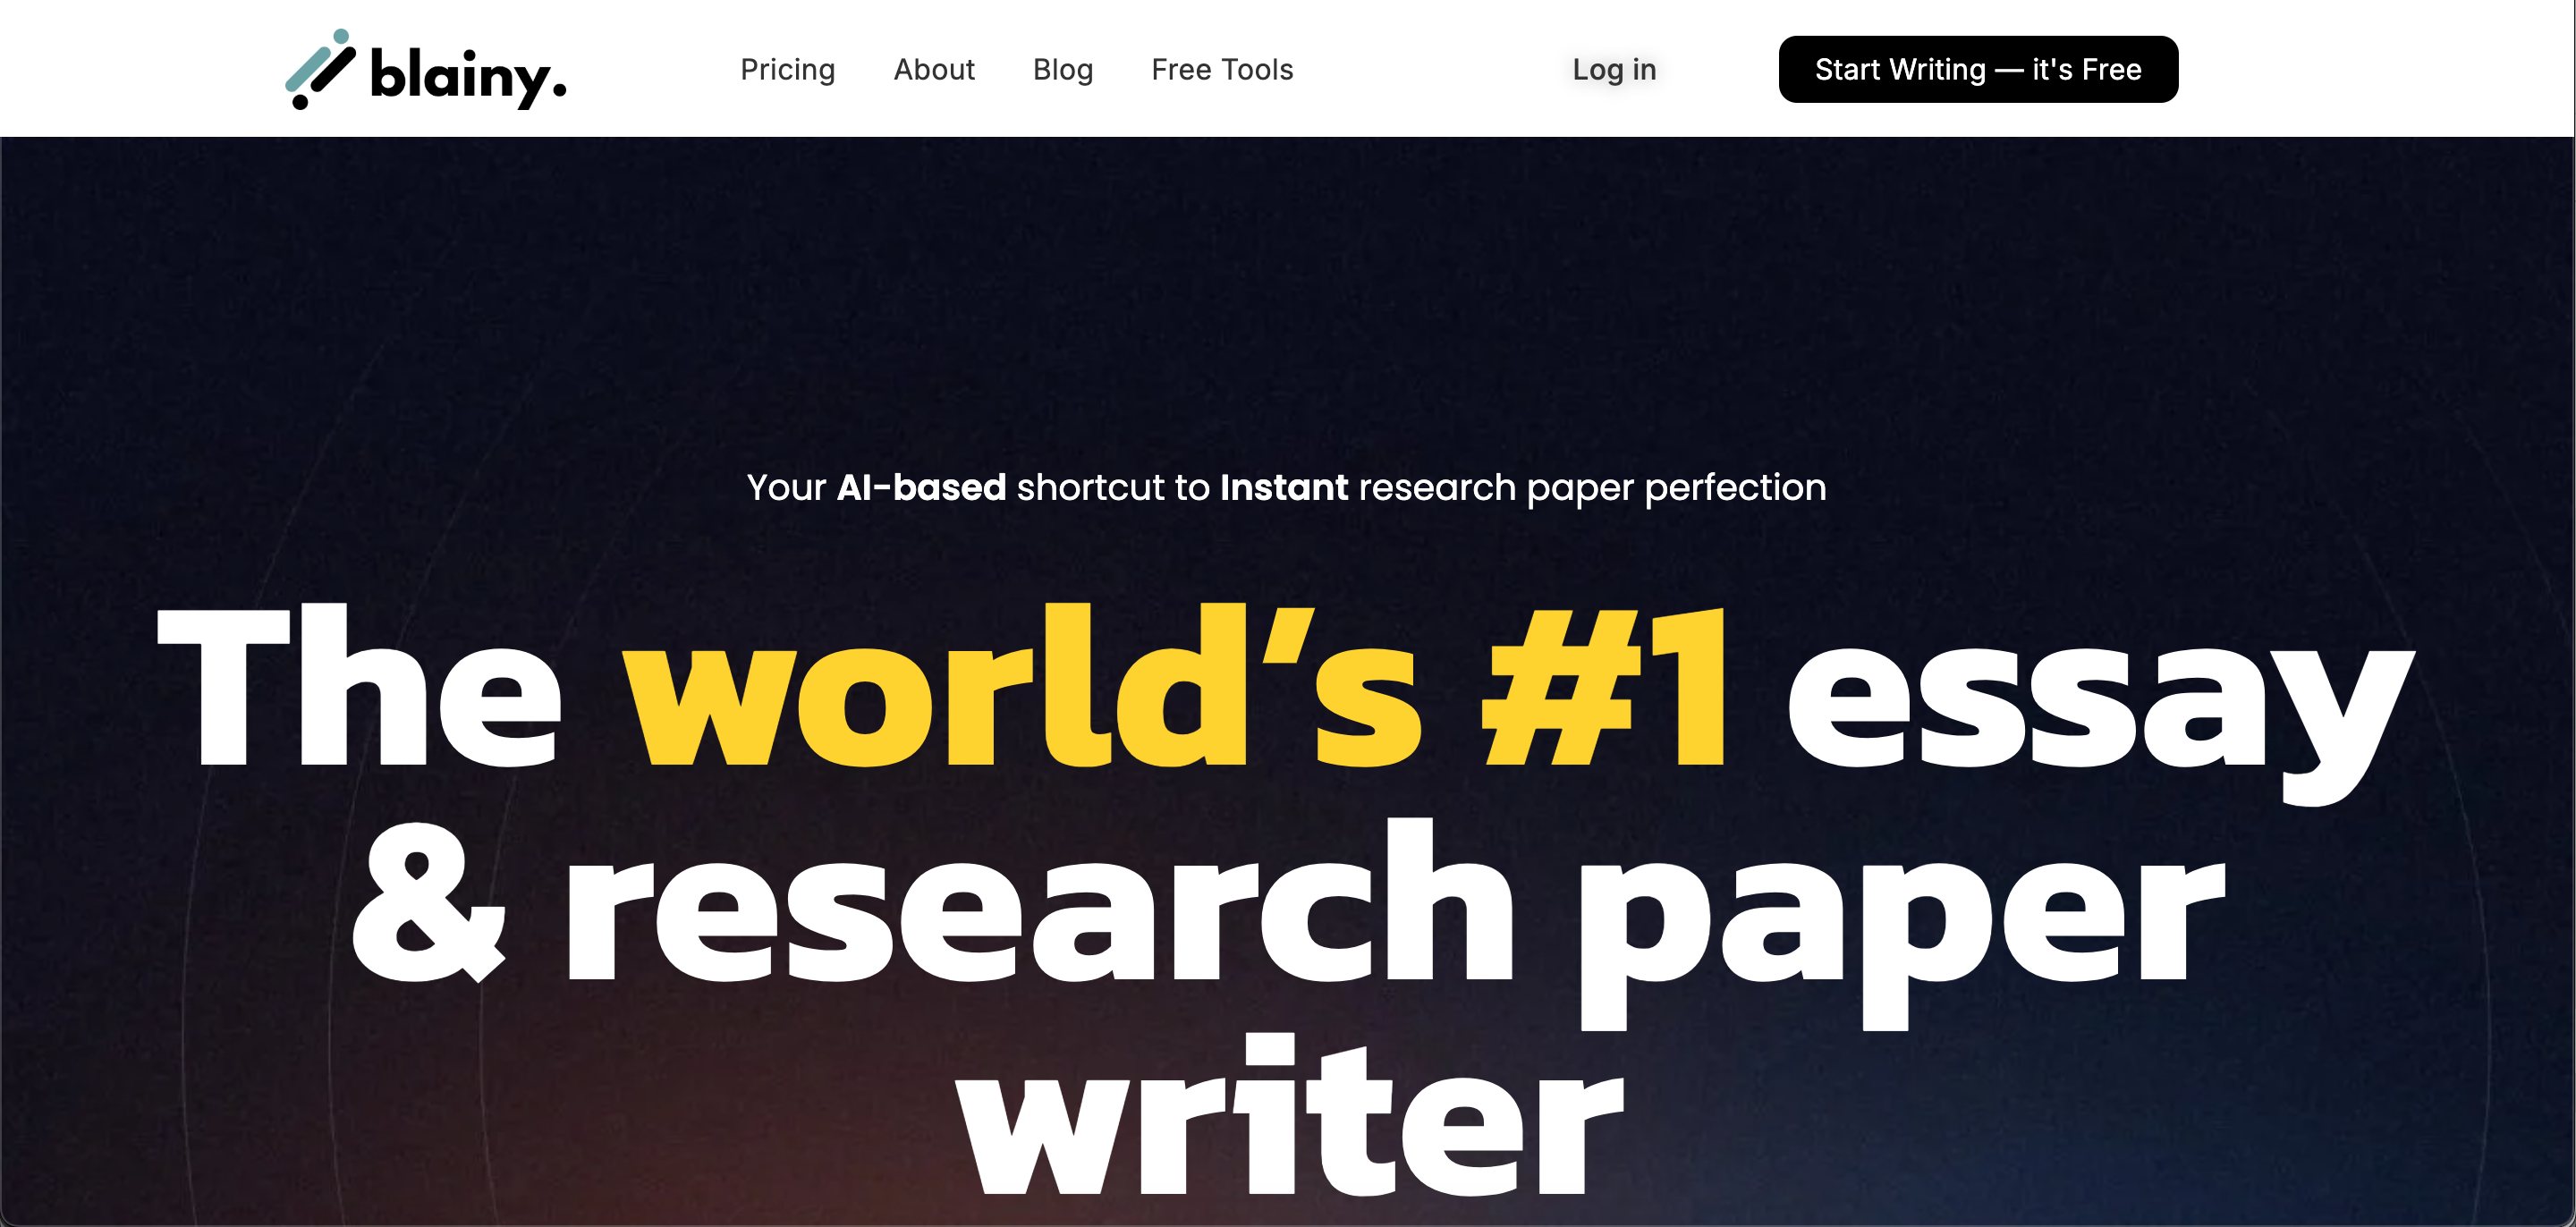 blainy.
Pricing About Blog Free Tools Log in Start Writing — it's Free
Your AI-based shortcut to Instant research paper perfection
The world’s #1 essay
& research paper
writer